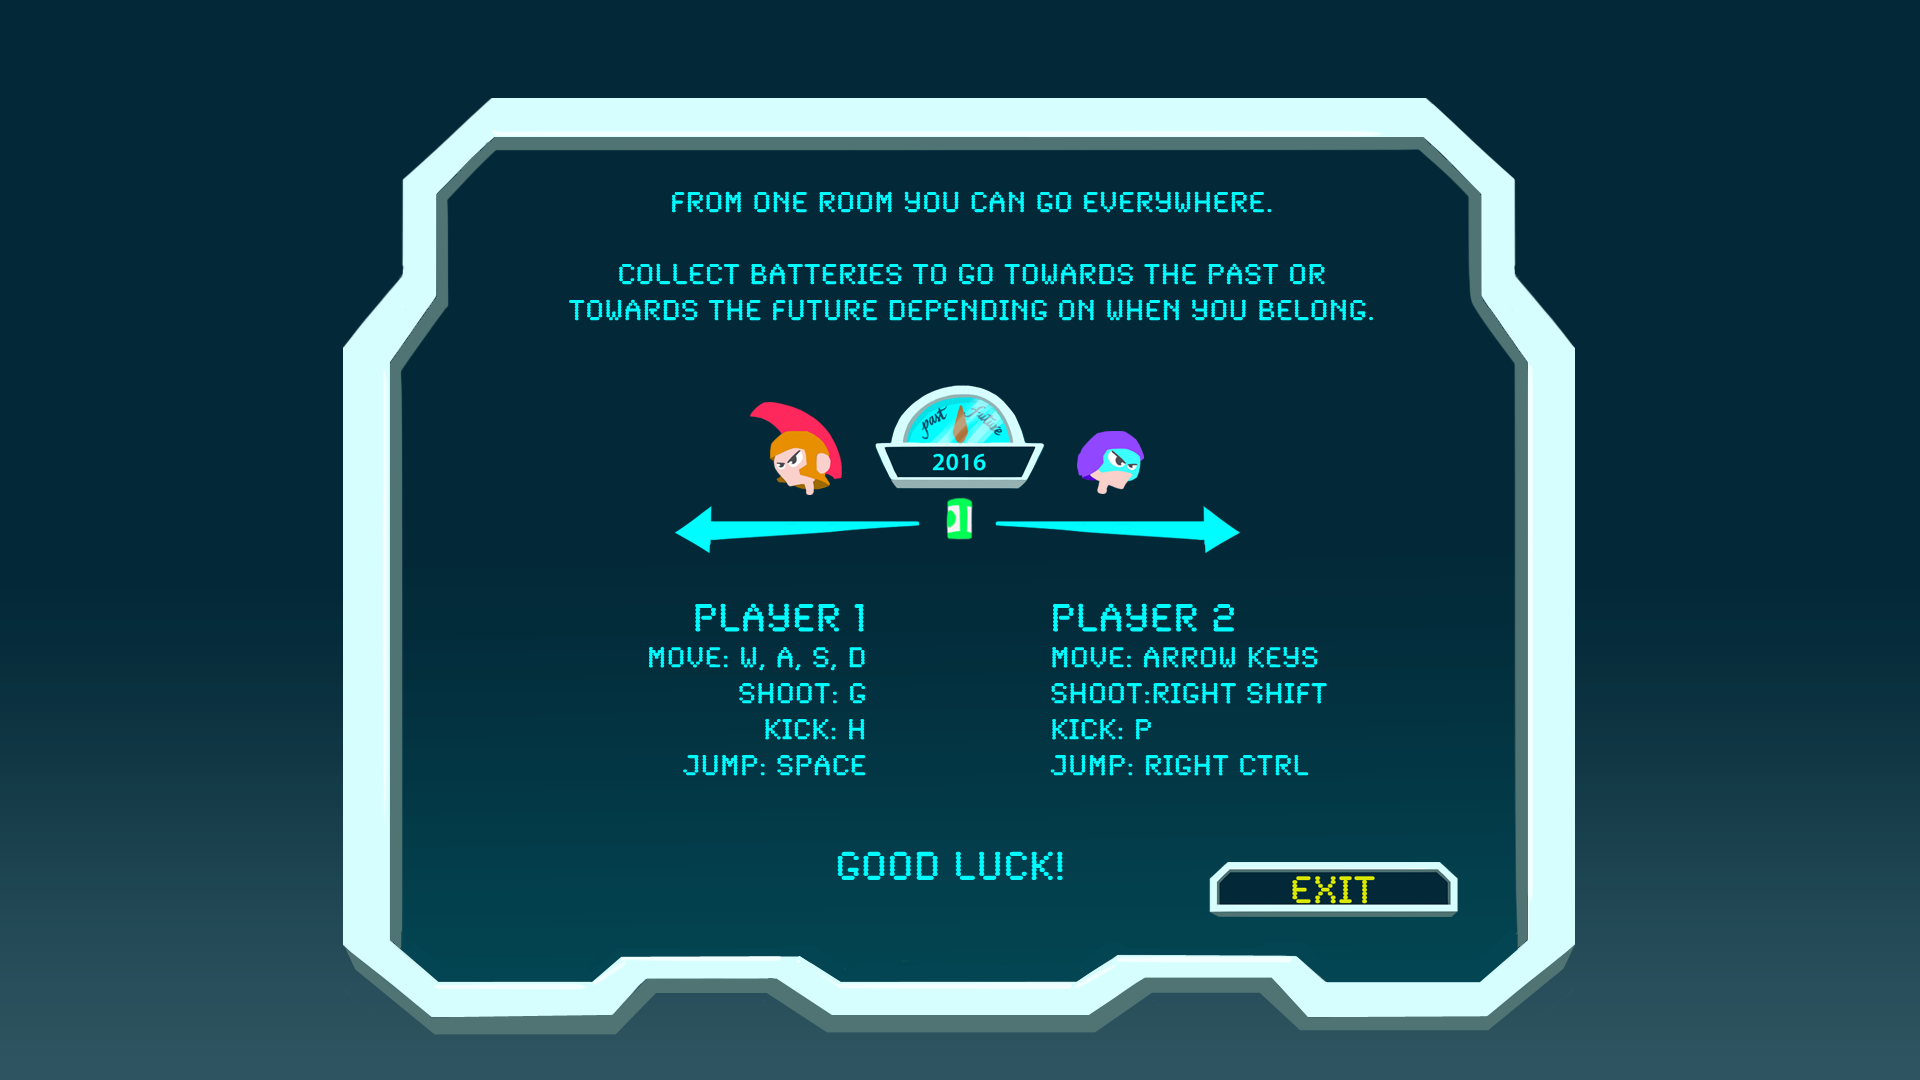 FROM ONE ROOM YOU CAN GO EVERYWHERE.
COLLECT BATTERIES TO GO TOWARDS THE PAST OR
TOWARDS THE FUTURE DEPENDING ON WHEN YOU BELONG.
past future
2016
PLAYER 1
MOVE: W, A, S, D
SHOOT: G
KICK: H
JUMP: SPACE
PLAYER 2
MOVE: ARROW KEYS
SHOOT:RIGHT SHIFT
KICK: P
JUMP: RIGHT CTRL
GOOD LUCK!
EXIT